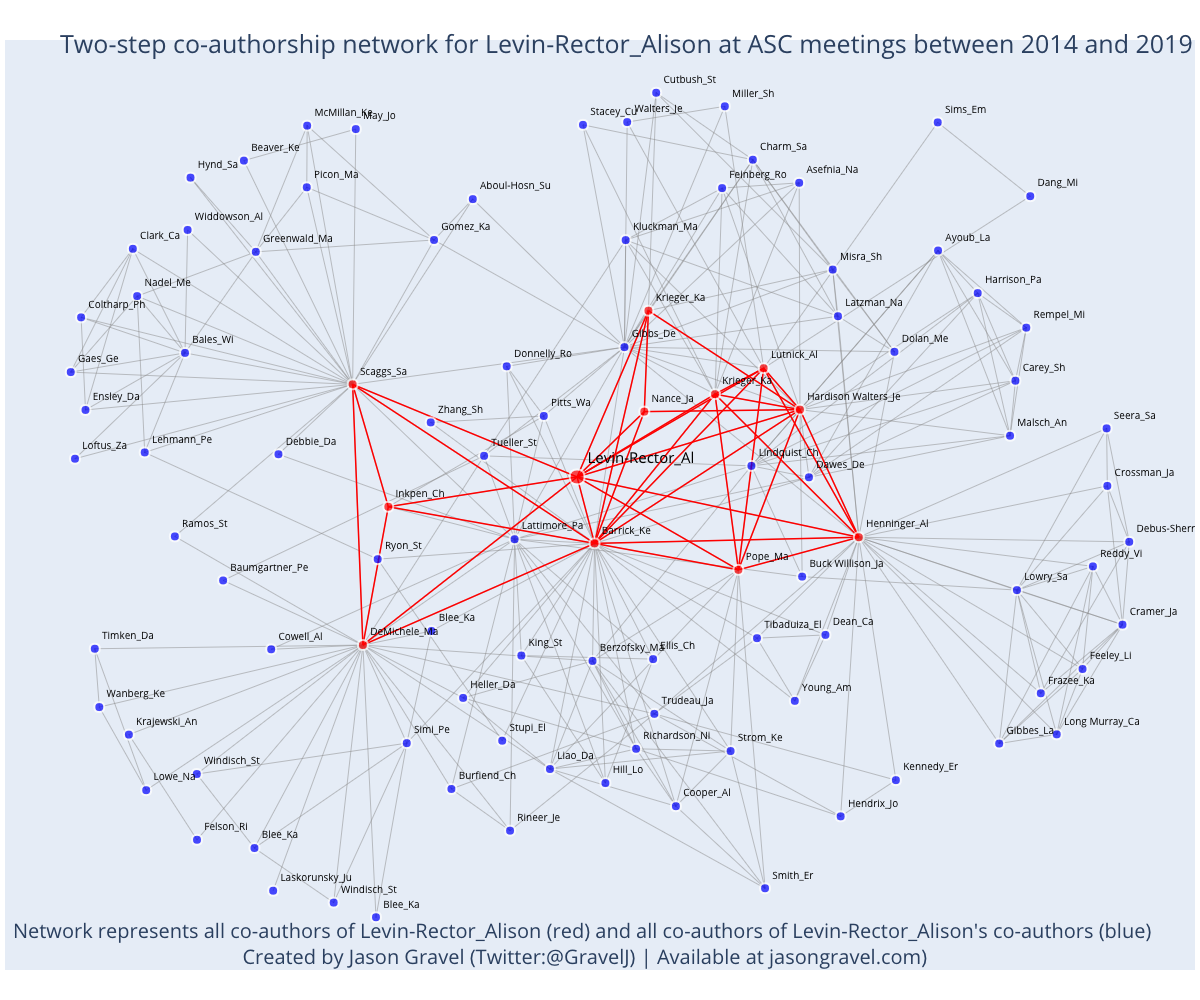 Two-step co-authorship network for Levin-Rector_Alison at ASC meetings between 2014 and 2019
Cutbush_St
Miller_Sh
McMillan_Ke
May_Jo
Stacey_Cu
Walters_Je
Sims_Em
Beaver_Ke
Charm_Sa
Hynd_Sa
Picon_Ma
Aboul-Hosn_Su
Feinberg_Ro
Asefnia_Na
Dang_Mi
Widdowson_Al
Clark_Ca
Greenwald_Ma
Gomez_Ka
Kluckman_Ma
Ayoub_La
Misra_Sh
Nadel_Me
Harrison_Pa
Coltharp_Ph
Krieger_Ka
Latzman_Na
Rempel_Mi
Bales_Wi
Gibbs_De
Dolan_Me
Gaes_Ge
Scaggs_Sa
Donnelly_Ro
Lutnick_Al
Carey_Sh
Krieger_Ka
Ensley_Da
Nance_Ja
Hardison Walters_Je
Zhang_Sh
Pitts_Wa
Seera_Sa
Malsch_An
Loftus_Za
Lehmann_Pe
Debbie_Da
Tueller_St
Levin-Rector_Al
Lindquist_Ch
Dawes_De
Crossman_Ja
Inkpen_Ch
Ramos_St
Lattimore_Pa
Barrick_Ke
Henninger_Al
Debus-Sherr
Ryon_St
Pope_Ma
Buck Willison_Ja
Reddy_Vi
Baumgartner_Pe
Lowry_Sa
Blee_Ka
Cramer_Ja
Timken_Da
Cowell_Al
DeMichele_Ma
King_St
Berzofsky_Ma
Ellis_Ch
Tibaduiza_El
Dean_Ca
Feeley_Li
Wanberg_Ke
Heller_Da
Trudeau_Ja
Young_Am
Frazee_Ka
Krajewski_An
Simi_Pe
Stupi_El
Richardson_Ni
Strom_Ke
Gibbes_La
Long Murray_Ca
Lowe_Na
Windisch_St
Burfiend_Ch
Liao_Da
Hill_Lo
Kennedy_Er
Cooper_Al
Hendrix_Jo
Felson_Ri
Blee_Ka
Rineer_Je
Laskorunsky_Ju
Windisch_St
Smith_Er
Blee_Ka
Network represents all co-authors of Levin-Rector_Alison (red) and all co-authors of Levin-Rector_Alison's co-authors (blue)
Created by Jason Gravel (Twitter:@GravelJ) | Available at jasongravel.com)